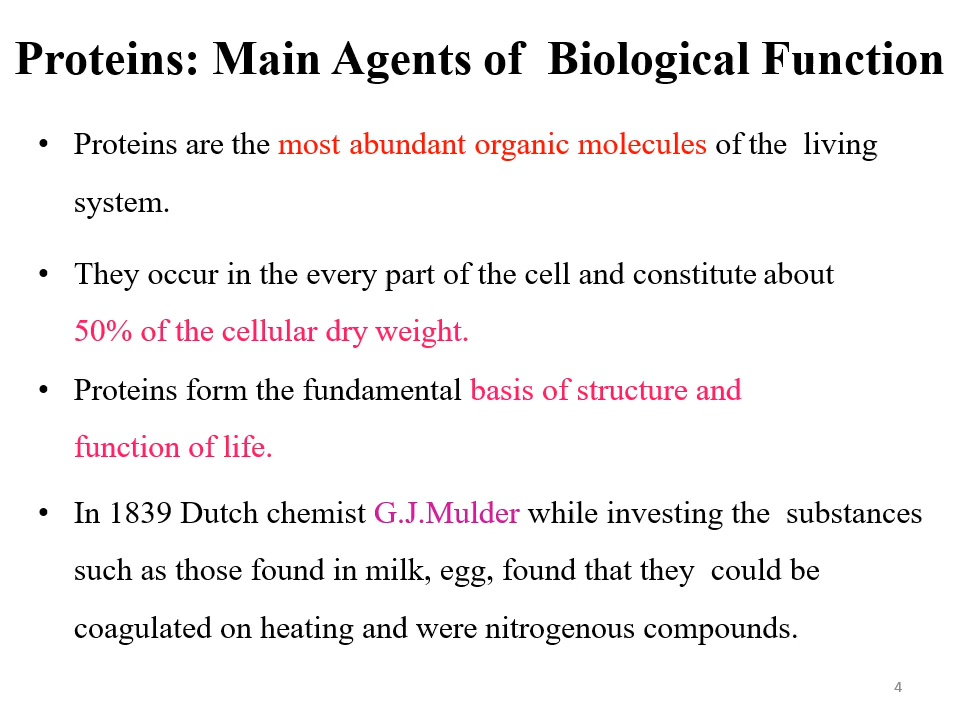 Proteins: Main Agents of  Biological Function
• Proteins are the most abundant organic molecules of the  living
system.
• They occur in the every part of the cell and constitute about
50% of the cellular dry weight.
• Proteins form the fundamental basis of structure and
function of life.
• In 1839 Dutch chemist G.J.Mulder while investing the  substances
such as those found in milk, egg, found that they  could be
coagulated on heating and were nitrogenous compounds.
4